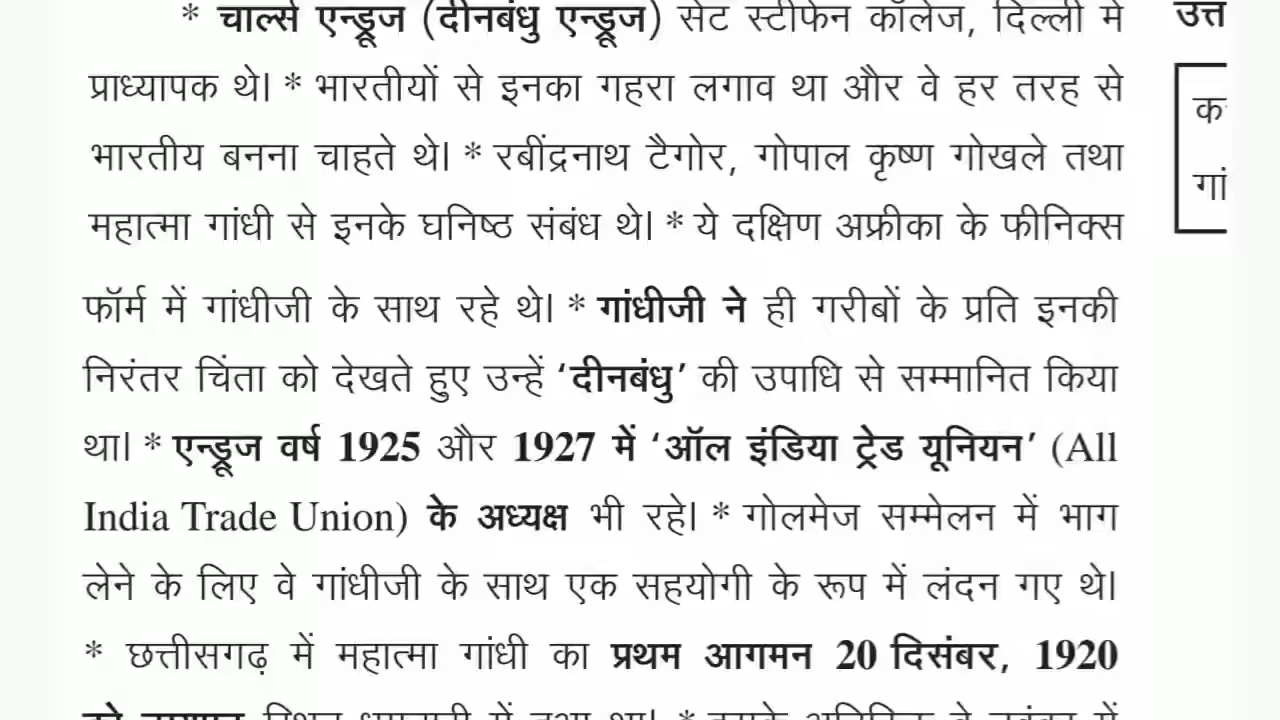 * चार्ल्स एन्ड्रूज (दीनबंधु एन्ड्रूज) सेंट स्टीफेन कॉलेज, दिल्ली में
प्राध्यापक थे। * भारतीयों से इनका गहरा लगाव था और वे हर तरह से
भारतीय बनना चाहते थे। * रबींद्रनाथ टैगोर, गोपाल कृष्ण गोखले तथा
महात्मा गांधी से इनके घनिष्ठ संबंध थे। * ये दक्षिण अफ्रीका के फीनिक्स
फॉर्म में गांधीजी के साथ रहे थे। * गांधीजी ने ही गरीबों के प्रति इनकी
निरंतर चिंता को देखते हुए उन्हें ‘दीनबंधु’ की उपाधि से सम्मानित किया
था। * एन्ड्रूज वर्ष 1925 और 1927 में ‘ऑल इंडिया ट्रेड यूनियन’ (All
India Trade Union) के अध्यक्ष भी रहे। * गोलमेज सम्मेलन में भाग
लेने के लिए वे गांधीजी के साथ एक सहयोगी के रूप में लंदन गए थे।
* छत्तीसगढ़ में महात्मा गांधी का प्रथम आगमन 20 दिसंबर, 1920
उत्त
क
गां